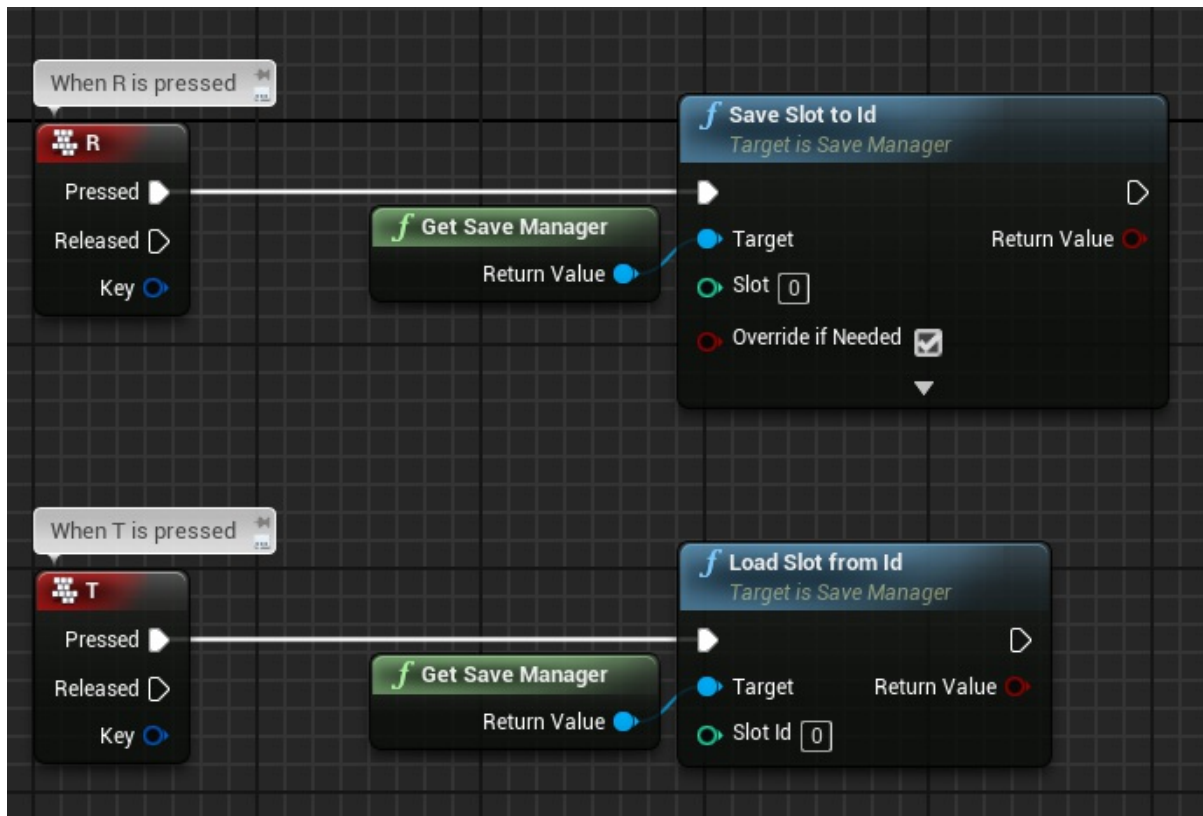 When R is pressed
R
Pressed
Released
Key
Get Save Manager
Return Value
Save Slot to Id
Target is Save Manager
Target
Return Value
Slot 0
Override if Needed
When T is pressed
T
Pressed
Released
Key
Get Save Manager
Return Value
Load Slot from Id
Target is Save Manager
Target
Return Value
Slot Id 0